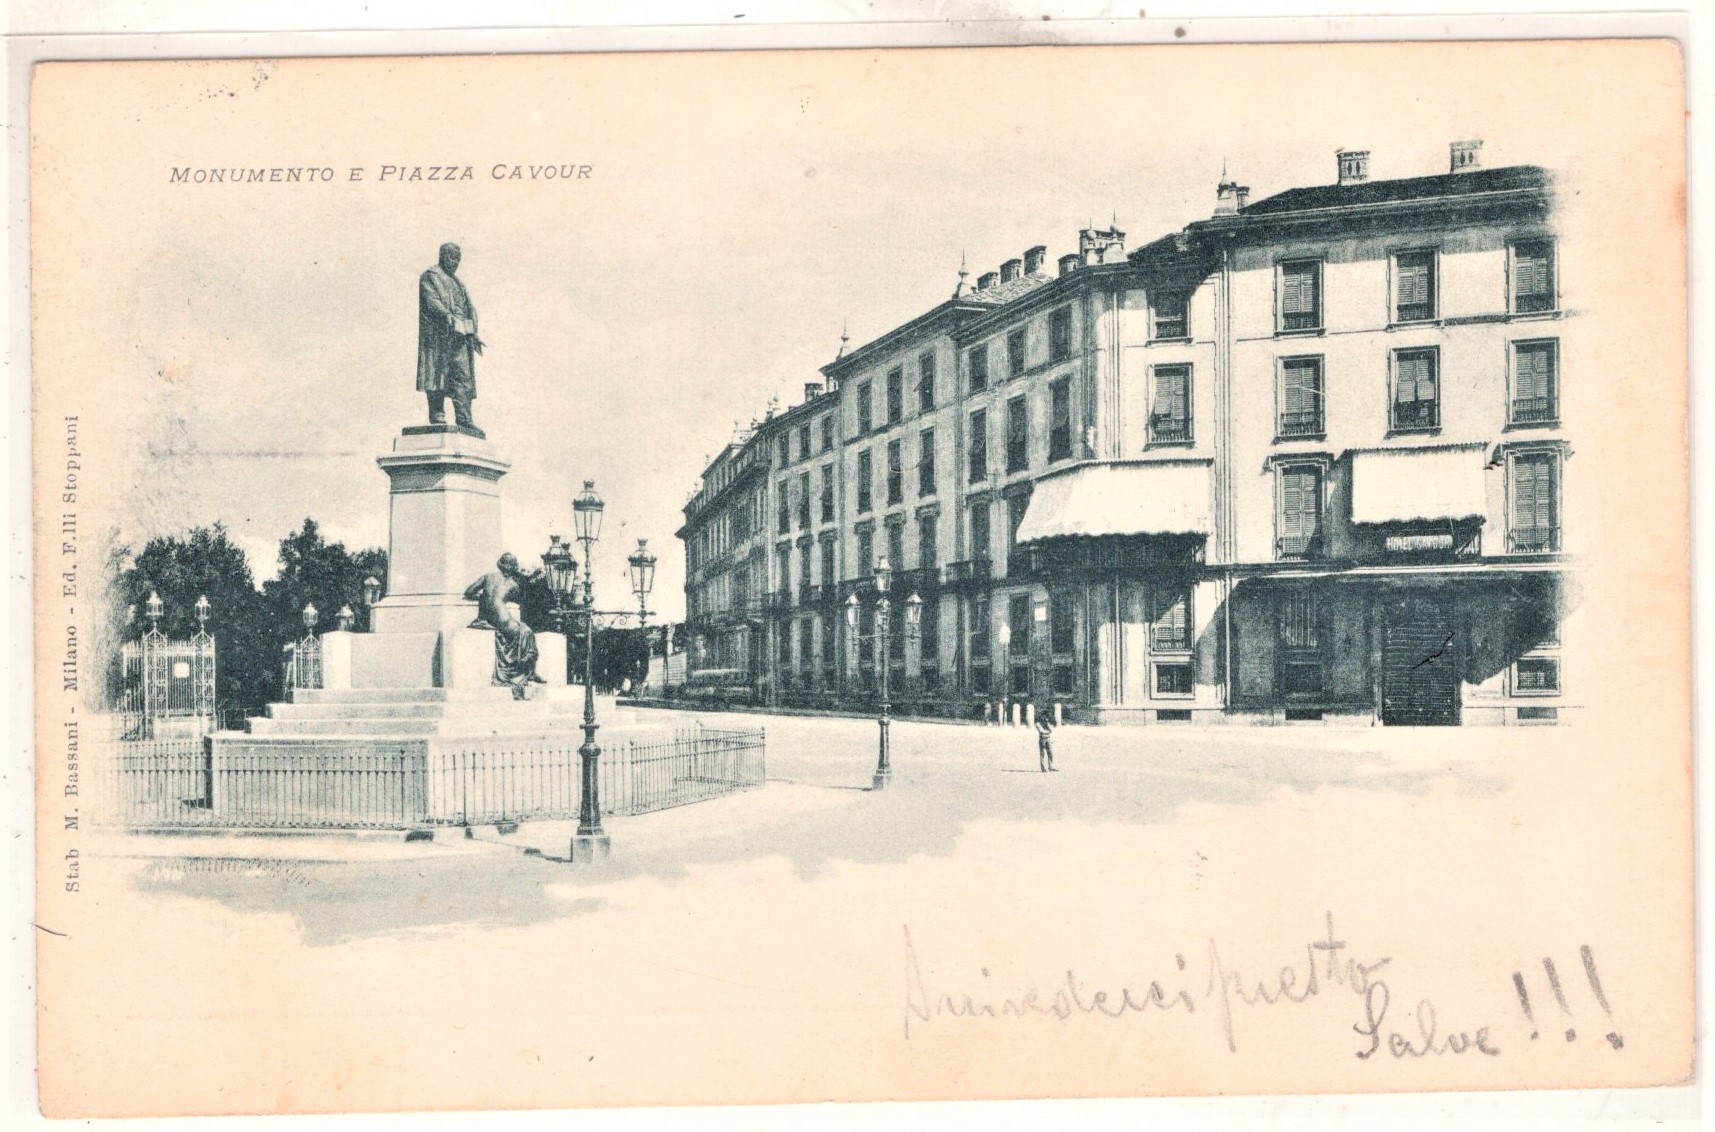 MONUMENTO E PIAZZA CAVOUR
Stab M. Bassani - Milano - Ed. F.lli Stoppani
Arrivederci presto
Salve !!!